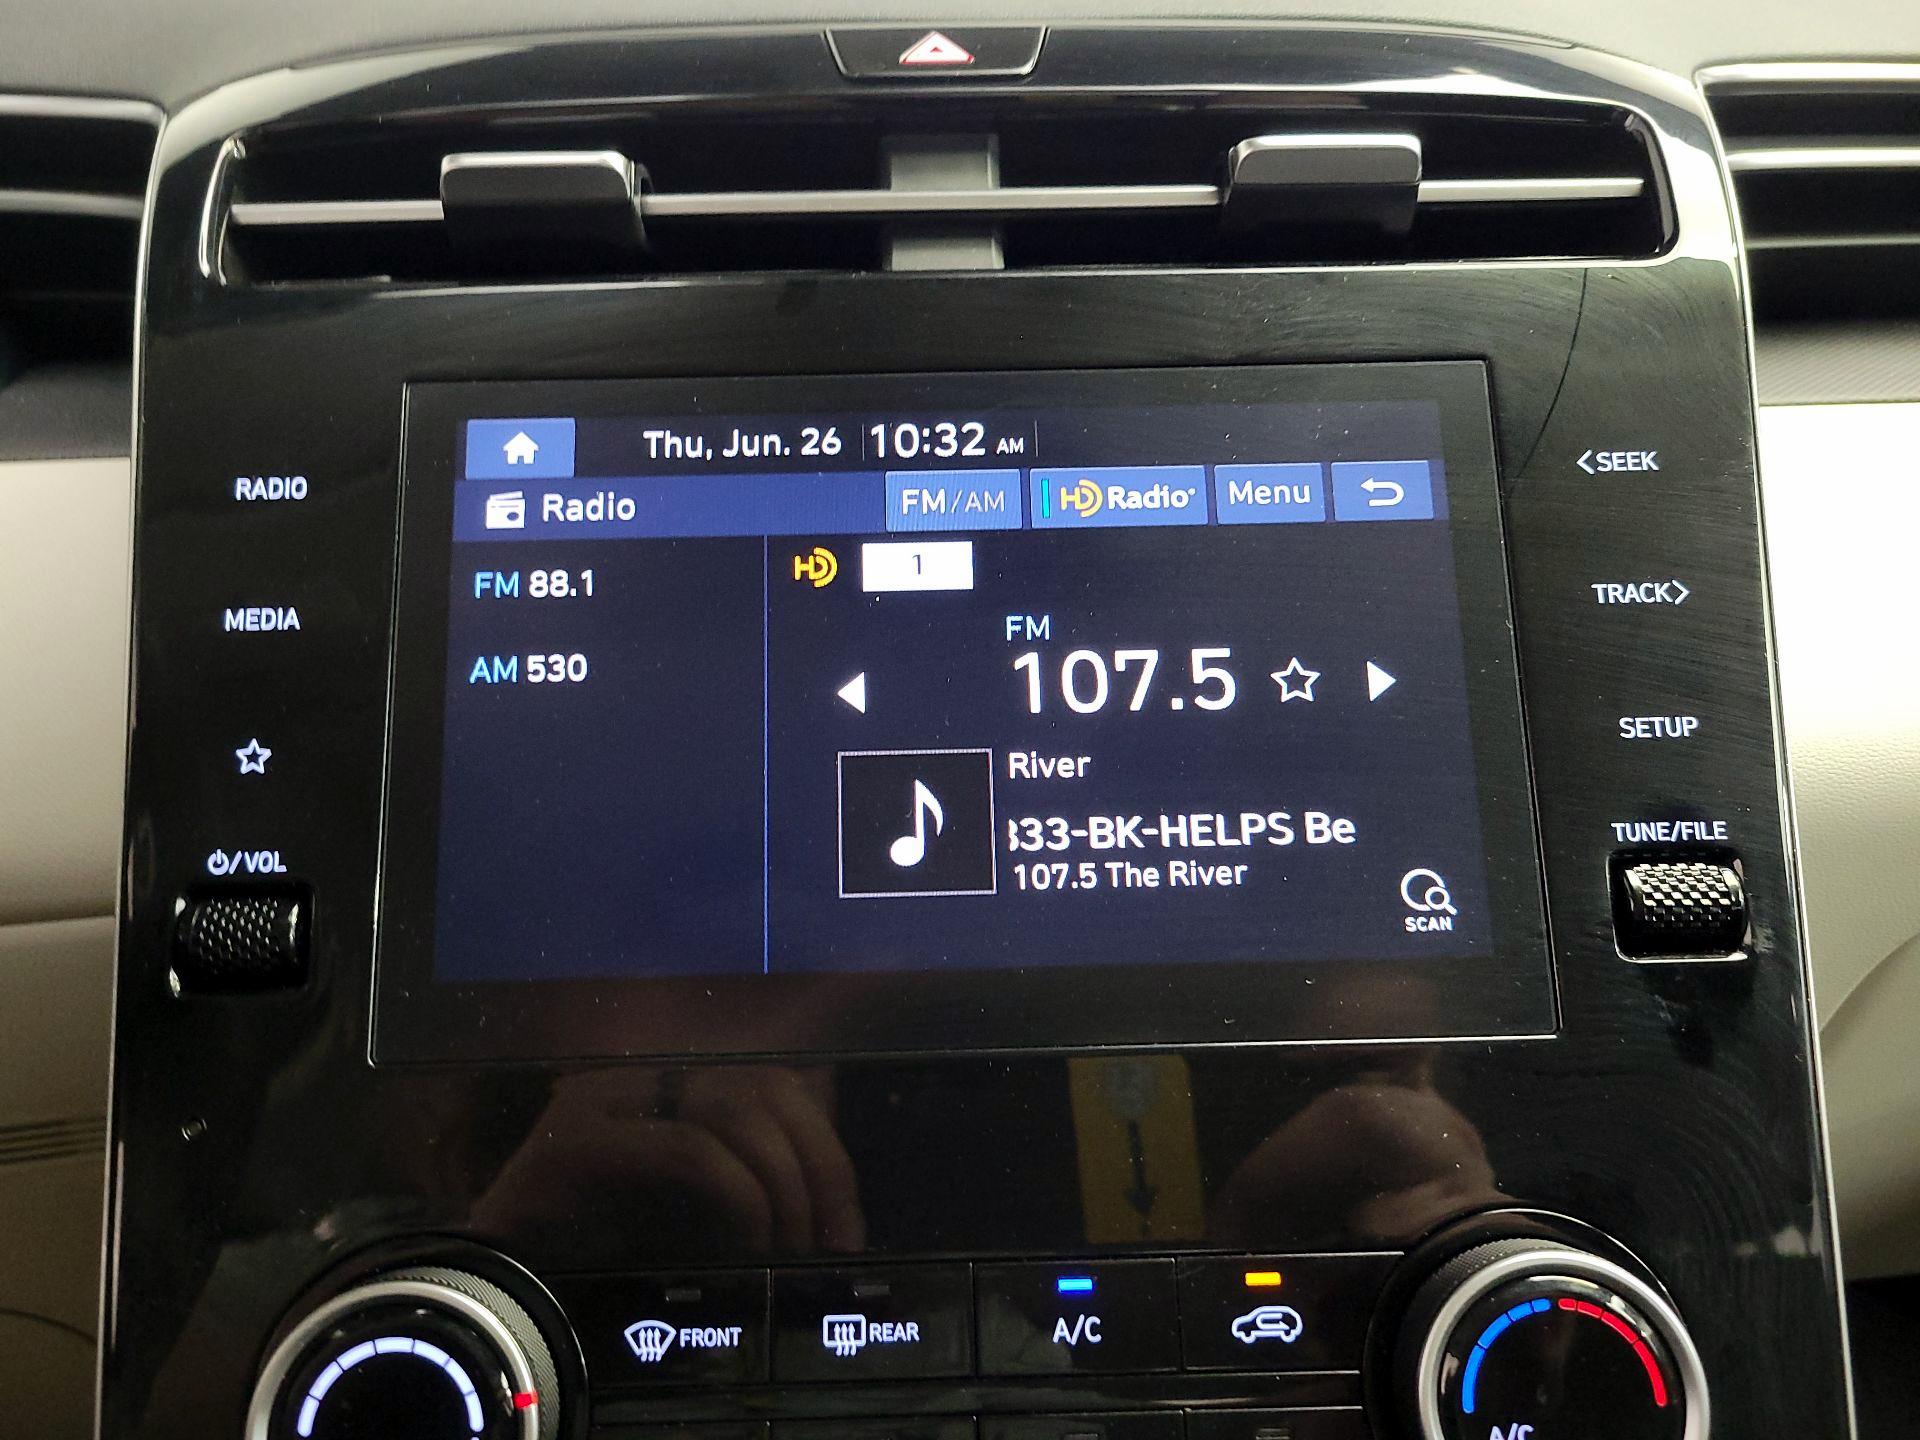 Thu, Jun. 26 10:32 AM
Radio FM/AM HD Radio Menu
FM 88.1
AM 530
HD 1
FM
107.5
River
33-BK-HELPS Be
107.5 The River
SCAN
RADIO
MEDIA
/VOL
<SEEK
TRACK>
SETUP
TUNE/FILE
FRONT
REAR
A/C
A/C